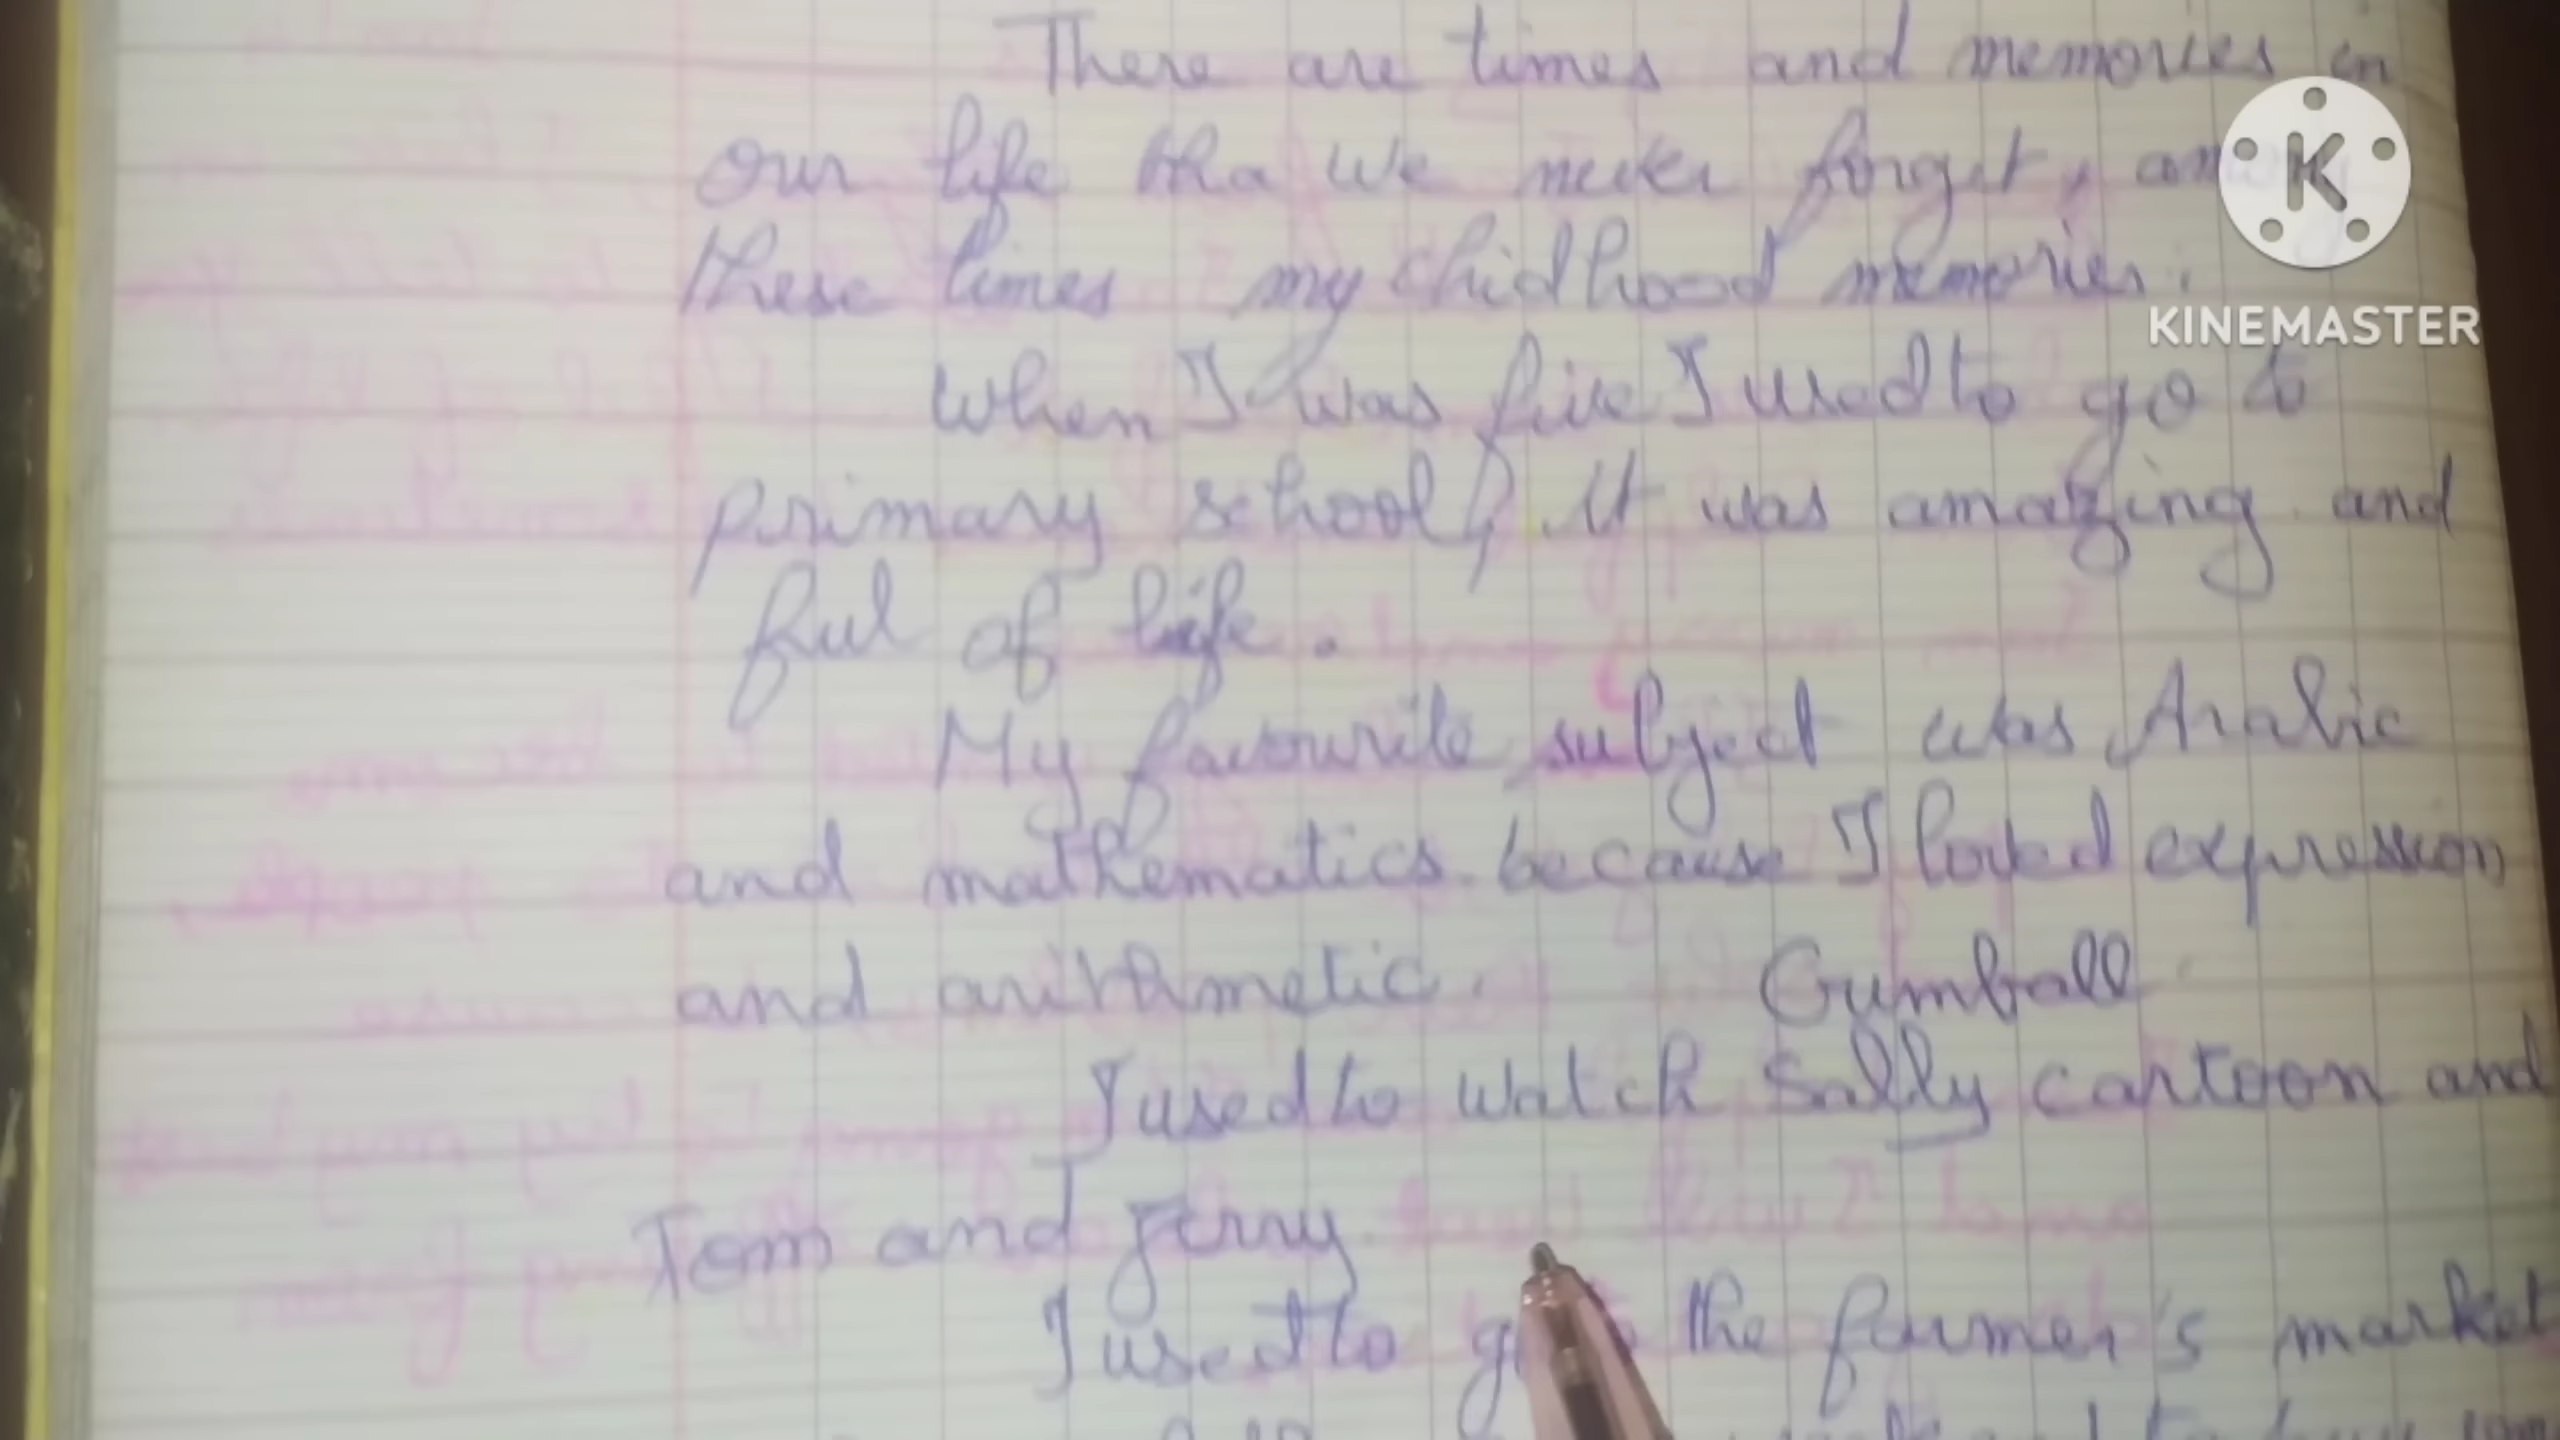 There are times and memories in
our life tha we never forget, among
these times my chidhood memories.
When I was five I used to go to
primary school, It was amazing and
ful of life.
My favourite subject was Arabic
and mathematics because I loved expression
and arithmetic. Gumball
I used to watch Sally cartoon and
Tom and Jerry
I used to go the farmer's market
KINEMASTER